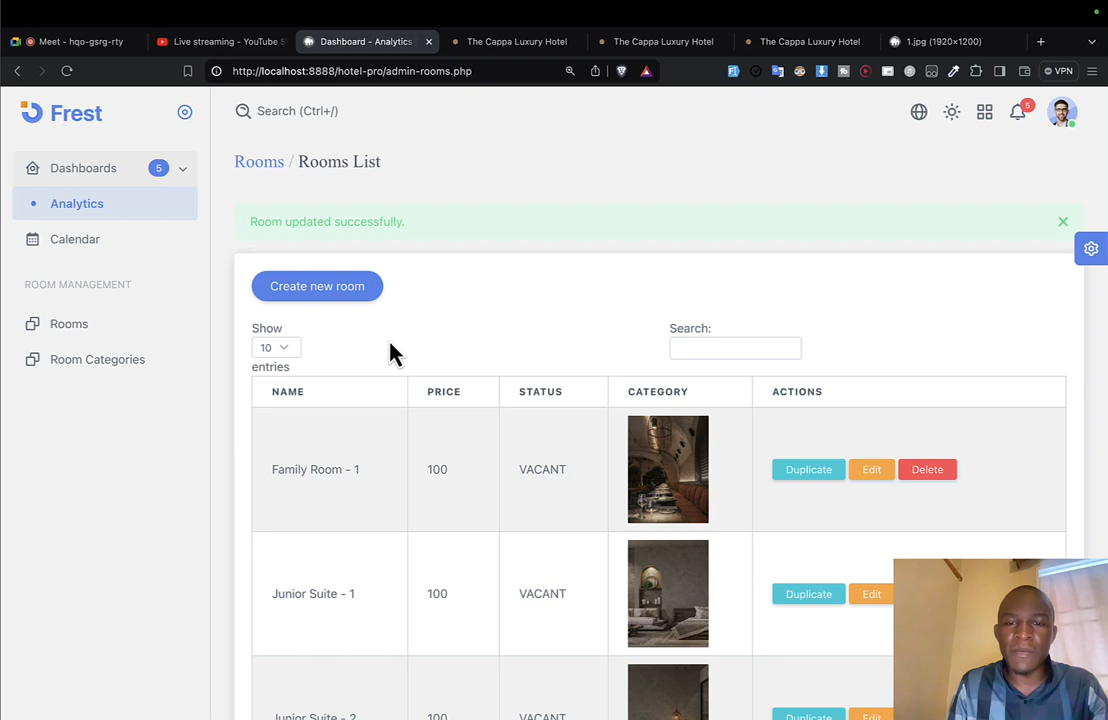 Meet - hqo-gsrg-rty
Live streaming - YouTube S
Dashboard - Analytics
The Cappa Luxury Hotel
The Cappa Luxury Hotel
The Cappa Luxury Hotel
1.jpg (1920×1200)
http://localhost:8888/hotel-pro/admin-rooms.php
VPN
Frest
Search (Ctrl+/)
5
Dashboards
5
Rooms / Rooms List
Analytics
Room updated successfully.
Calendar
ROOM MANAGEMENT
Create new room
Rooms
Show
Search:
10
Room Categories
entries
NAME PRICE STATUS CATEGORY ACTIONS
Family Room - 1 100 VACANT Duplicate Edit Delete
Junior Suite - 1 100 VACANT Duplicate Edit
Junior Suite - 2 100 VACANT Duplicate Edit